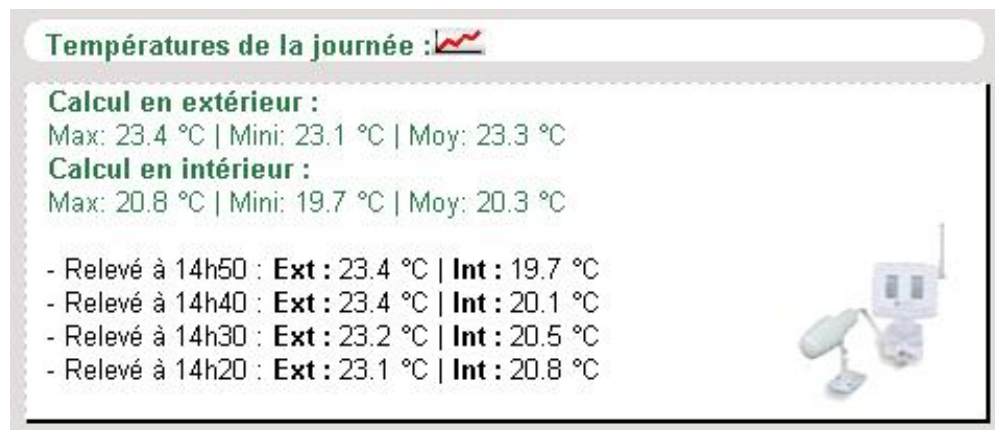 Températures de la journée :
Calcul en extérieur :
Max: 23.4 °C | Mini: 23.1 °C | Moy: 23.3 °C
Calcul en intérieur :
Max: 20.8 °C | Mini: 19.7 °C | Moy: 20.3 °C
- Relevé à 14h50 : Ext : 23.4 °C | Int : 19.7 °C
- Relevé à 14h40 : Ext : 23.4 °C | Int : 20.1 °C
- Relevé à 14h30 : Ext : 23.2 °C | Int : 20.5 °C
- Relevé à 14h20 : Ext : 23.1 °C | Int : 20.8 °C